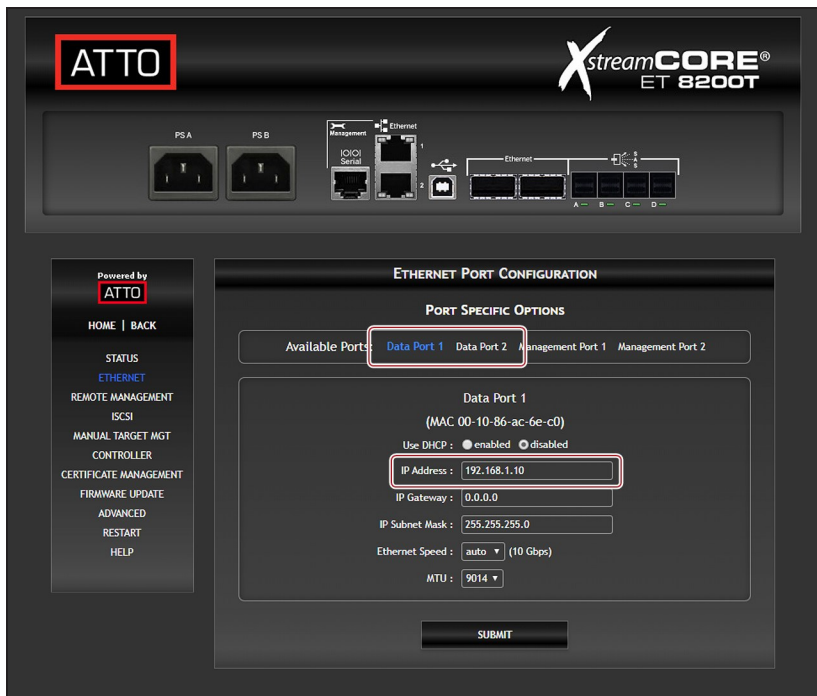 ATTO
XstreamCORE®
ET 8200T
PS A
PS B
Management
Ethernet
1
IOIOI
Serial
2
Ethernet
SAS
A
B
C
D
Powered by
ATTO
HOME | BACK
STATUS
ETHERNET
REMOTE MANAGEMENT
ISCSI
MANUAL TARGET MGT
CONTROLLER
CERTIFICATE MANAGEMENT
FIRMWARE UPDATE
ADVANCED
RESTART
HELP
ETHERNET PORT CONFIGURATION
PORT SPECIFIC OPTIONS
Available Ports: Data Port 1 Data Port 2 Management Port 1 Management Port 2
Data Port 1
(MAC 00-10-86-ac-6e-c0)
Use DHCP : enabled disabled
IP Address : 192.168.1.10
IP Gateway : 0.0.0.0
IP Subnet Mask : 255.255.255.0
Ethernet Speed : auto (10 Gbps)
MTU : 9014
SUBMIT